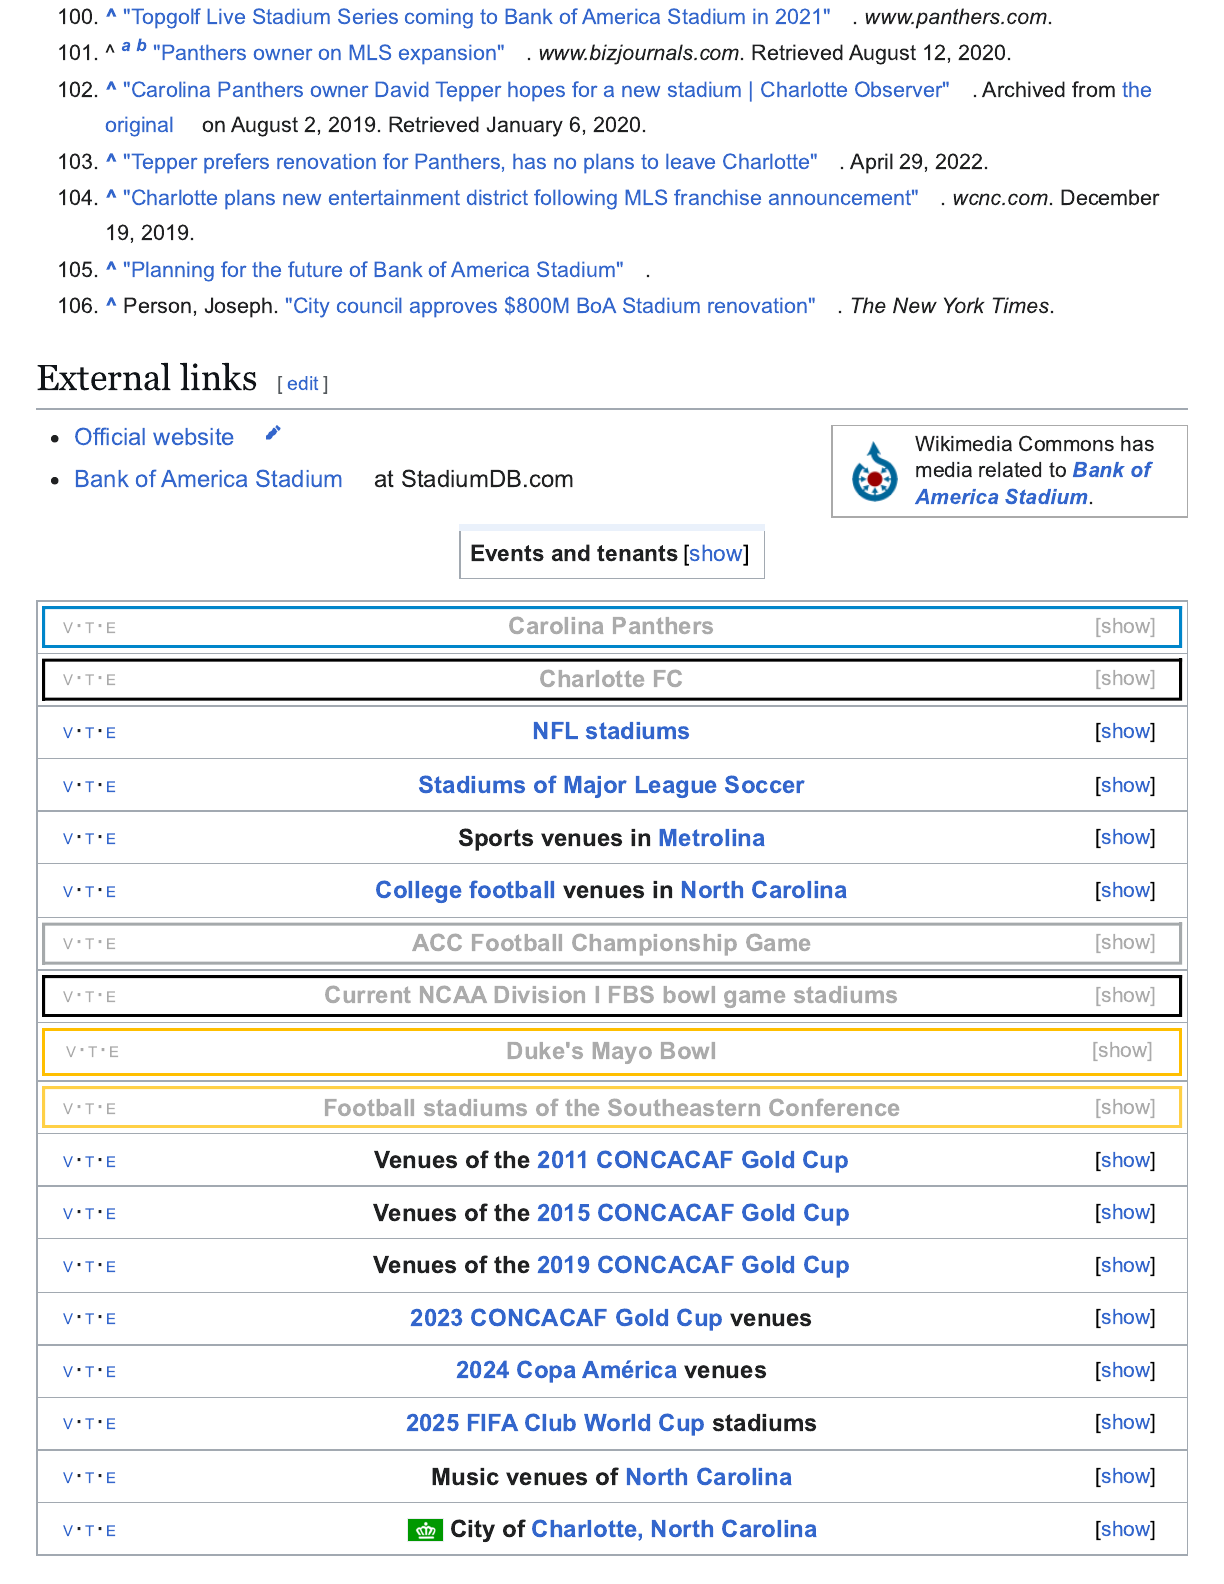 100. ^ "Topgolf Live Stadium Series coming to Bank of America Stadium in 2021" . www.panthers.com.
101. ^ a b "Panthers owner on MLS expansion" . www.bizjournals.com. Retrieved August 12, 2020.
102. ^ "Carolina Panthers owner David Tepper hopes for a new stadium | Charlotte Observer" . Archived from the
original on August 2, 2019. Retrieved January 6, 2020.
103. ^ "Tepper prefers renovation for Panthers, has no plans to leave Charlotte" . April 29, 2022.
104. ^ "Charlotte plans new entertainment district following MLS franchise announcement" . wcnc.com. December
19, 2019.
105. ^ "Planning for the future of Bank of America Stadium" .
106. ^ Person, Joseph. "City council approves $800M BoA Stadium renovation" . The New York Times.
External links [ edit ]
• Official website
• Bank of America Stadium at StadiumDB.com
Wikimedia Commons has
media related to Bank of
America Stadium.
Events and tenants [show]
V·T·E Carolina Panthers [show]
V·T·E Charlotte FC [show]
V·T·E NFL stadiums [show]
V·T·E Stadiums of Major League Soccer [show]
V·T·E Sports venues in Metrolina [show]
V·T·E College football venues in North Carolina [show]
V·T·E ACC Football Championship Game [show]
V·T·E Current NCAA Division I FBS bowl game stadiums [show]
V·T·E Duke's Mayo Bowl [show]
V·T·E Football stadiums of the Southeastern Conference [show]
V·T·E Venues of the 2011 CONCACAF Gold Cup [show]
V·T·E Venues of the 2015 CONCACAF Gold Cup [show]
V·T·E Venues of the 2019 CONCACAF Gold Cup [show]
V·T·E 2023 CONCACAF Gold Cup venues [show]
V·T·E 2024 Copa América venues [show]
V·T·E 2025 FIFA Club World Cup stadiums [show]
V·T·E Music venues of North Carolina [show]
V·T·E City of Charlotte, North Carolina [show]